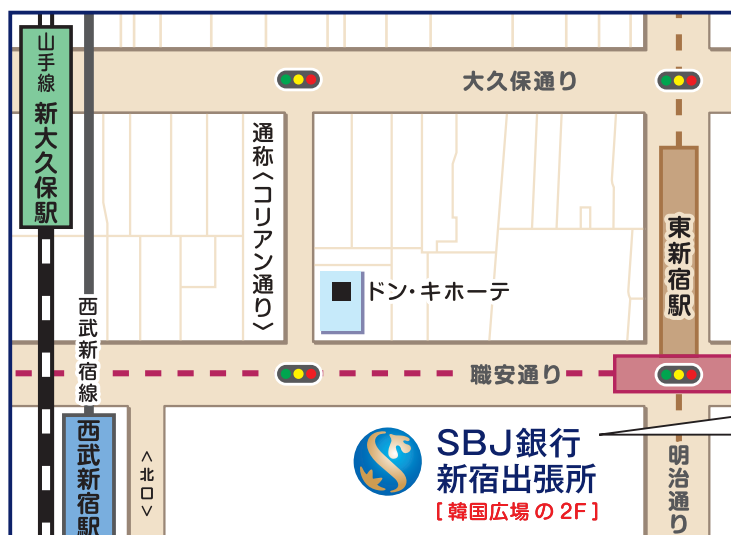 山手線 新大久保駅
大久保通り
通称<コリアン通り>
東新宿駅
ドン・キホーテ
西武新宿線
職安通り
西武新宿駅
<北口>
SBJ銀行
新宿出張所
[韓国広場の2F]
明治通り